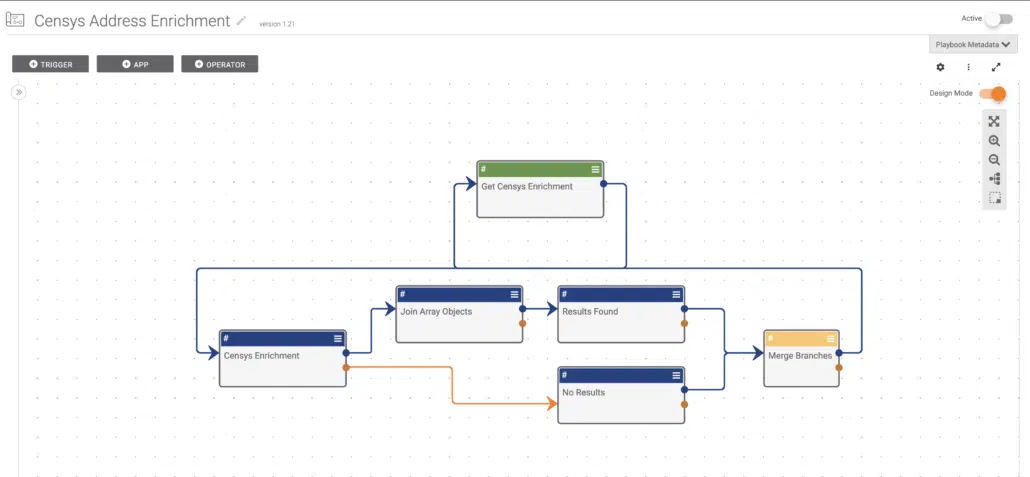 Censys Address Enrichment version 1.21
Active
Playbook Metadata
TRIGGER APP OPERATOR
Design Mode
#
Get Censys Enrichment
# #
Join Array Objects Results Found
# #
Censys Enrichment Merge Branches
#
No Results